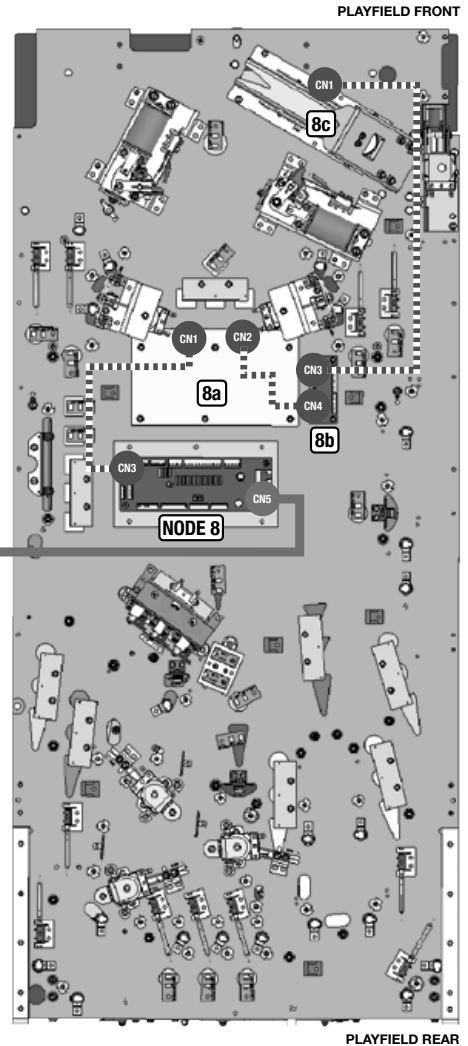 PLAYFIELD FRONT
CN1
8c
CN1
CN2
CN3
8a
CN4
8b
CN3
CN5
NODE 8
PLAYFIELD REAR